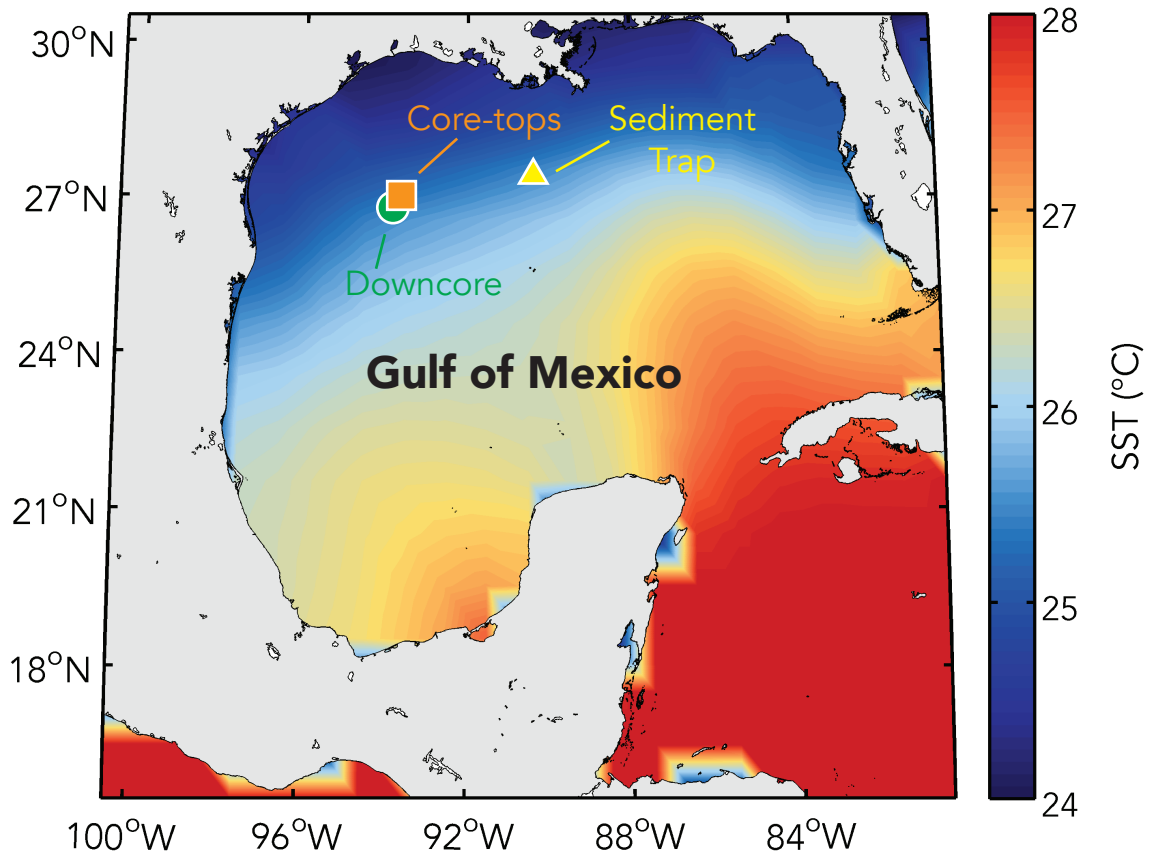 30°N
27°N
24°N
21°N
18°N
100°W
96°W
92°W
88°W
84°W
Core-tops
Sediment
Trap
Downcore
Gulf of Mexico
28
27
26
25
24
SST (°C)